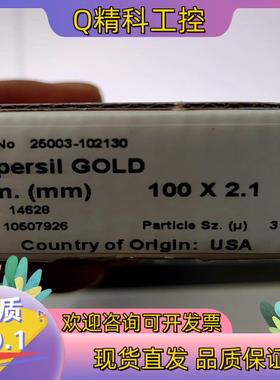 Q精科工控
No 25003-102130
persil GOLD
n. (mm) 100 X 2.1
14628
10507926 Particle Sz. (µ) 3
Country of Origin: USA
质
O.1
欢迎咨询可开发票
现货直发 品质保证